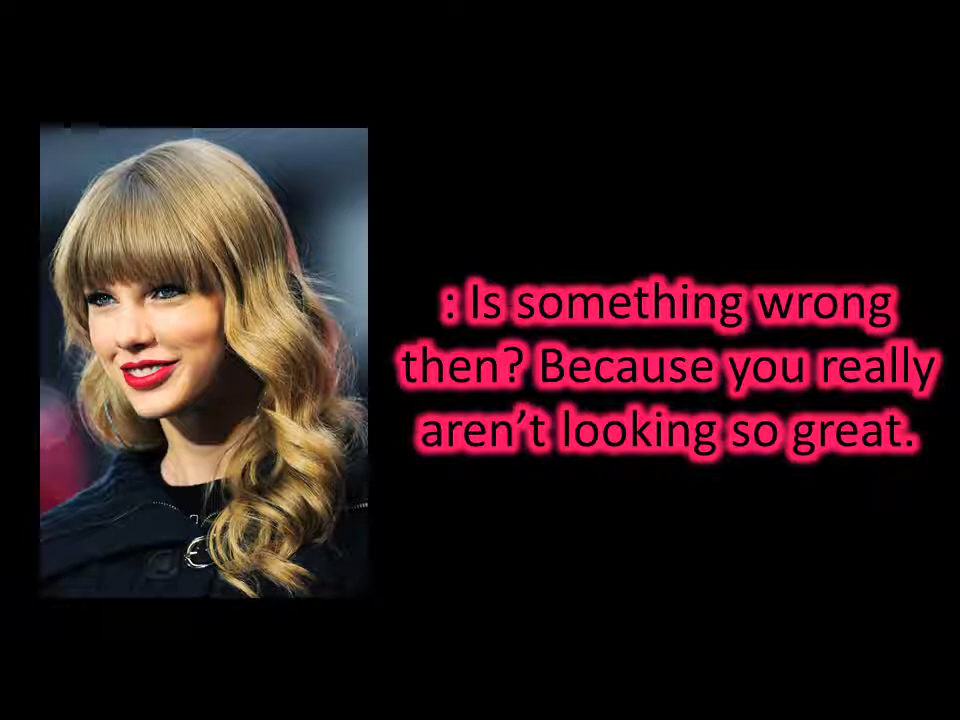 : Is something wrong
then? Because you really
aren’t looking so great.